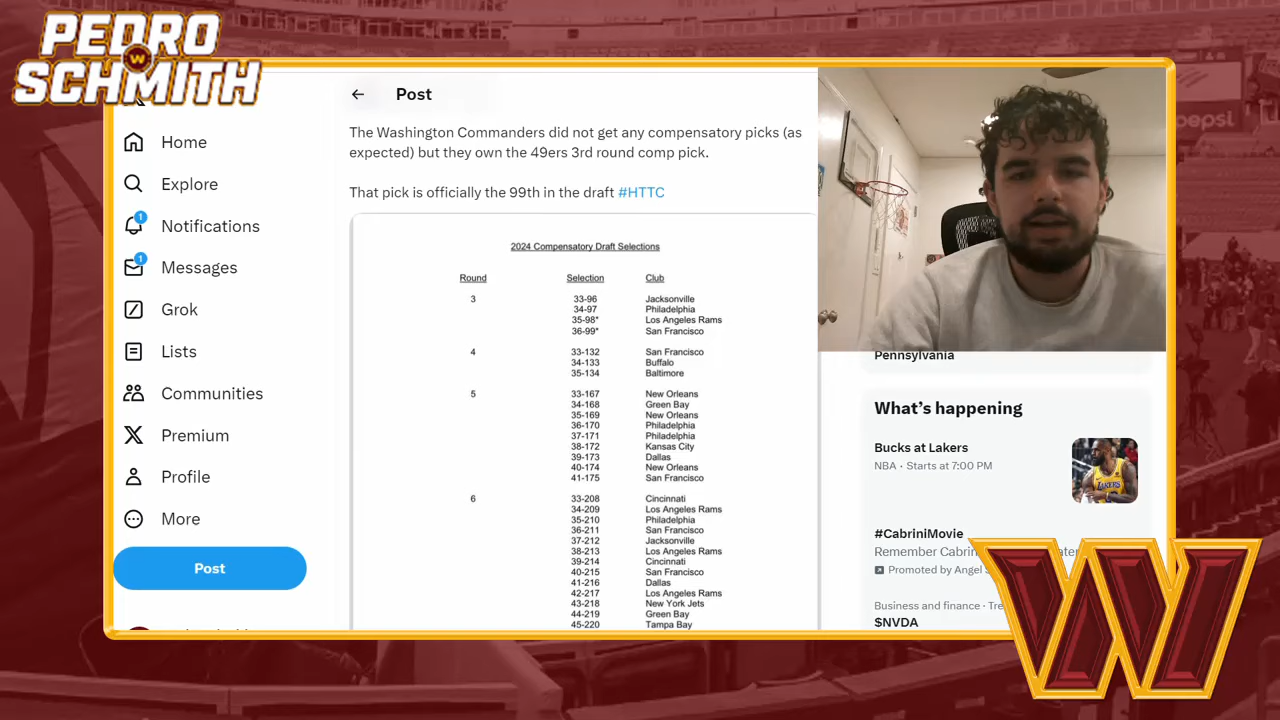 PEDRO
SCHMITH
Home
Explore
Notifications
1
Messages
1
Grok
Lists
Communities
Premium
Profile
More
Post
Post
The Washington Commanders did not get any compensatory picks (as
expected) but they own the 49ers 3rd round comp pick.
That pick is officially the 99th in the draft #HTTC
2024 Compensatory Draft Selections
Round Selection Club
3 33-96 Jacksonville
34-97 Philadelphia
35-98* Los Angeles Rams
36-99* San Francisco
4 33-132 San Francisco
34-133 Buffalo
35-134 Baltimore
5 33-167 New Orleans
34-168 Green Bay
35-169 New Orleans
36-170 Philadelphia
37-171 Philadelphia
38-172 Kansas City
39-173 Dallas
40-174 New Orleans
41-175 San Francisco
6 33-208 Cincinnati
34-209 Los Angeles Rams
35-210 Philadelphia
36-211 San Francisco
37-212 Jacksonville
38-213 Los Angeles Rams
39-214 Cincinnati
40-215 San Francisco
41-216 Dallas
42-217 Los Angeles Rams
43-218 New York Jets
44-219 Green Bay
45-220 Tampa Bay
pepsi
Pennsylvania
What's happening
Bucks at Lakers
NBA · Starts at 7:00 PM
LAKERS
#CabriniMovie
Remember Cabrin
Promoted by Angel
Business and finance · Tre
$NVDA
W